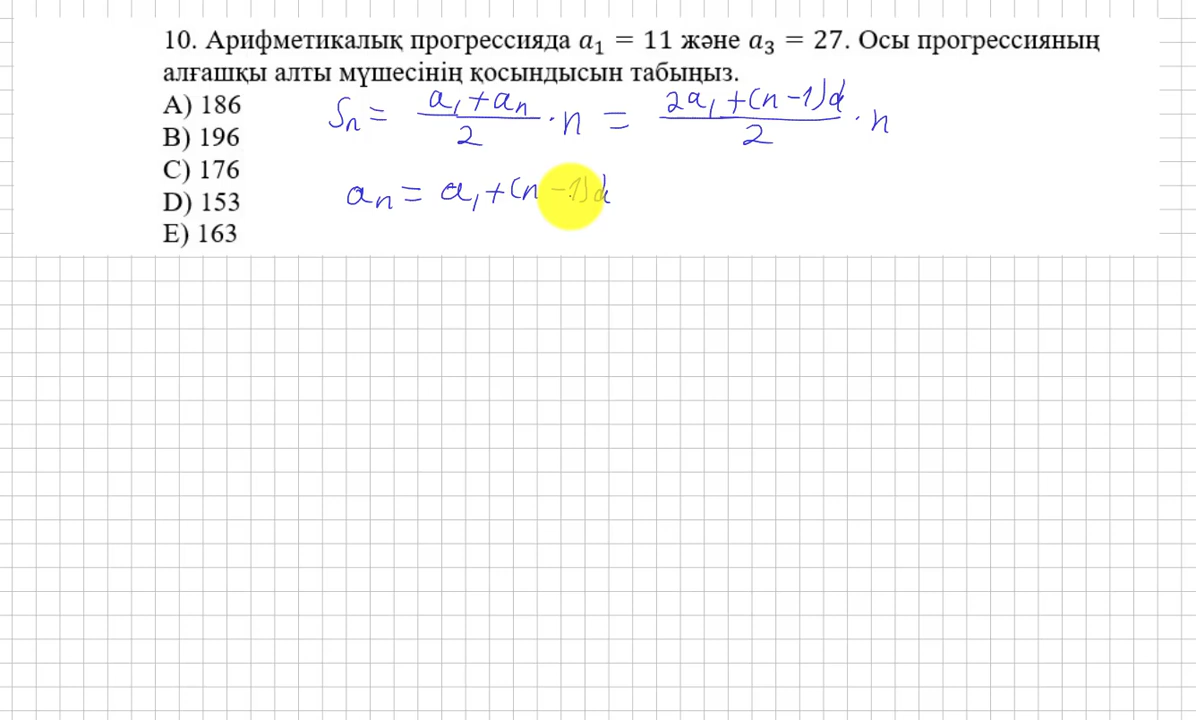 10. Арифметикалық прогрессияда a₁ = 11 және a₃ = 27. Осы прогрессияның
алғашқы алты мүшесінің қосындысын табыңыз.
A) 186
B) 196
C) 176
D) 153
E) 163
Sₙ = (a₁ + aₙ)/2 · n = (2a₁ + (n − 1)d)/2 · n
aₙ = a₁ + (n − 1)d